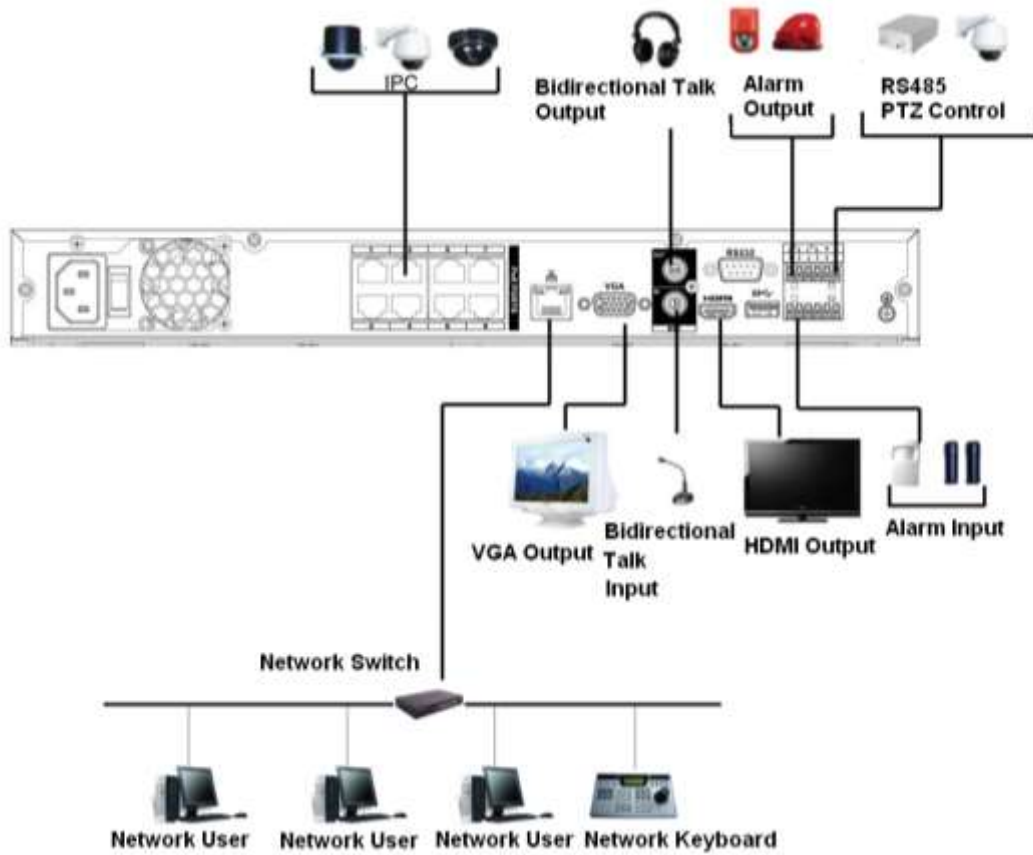 IPC
Bidirectional Talk
Output
Alarm
Output
RS485
PTZ Control
RS232
VGA
HDMI
VGA Output
Bidirectional
Talk
Input
HDMI Output
Alarm Input
Network Switch
Network User
Network User
Network User
Network Keyboard